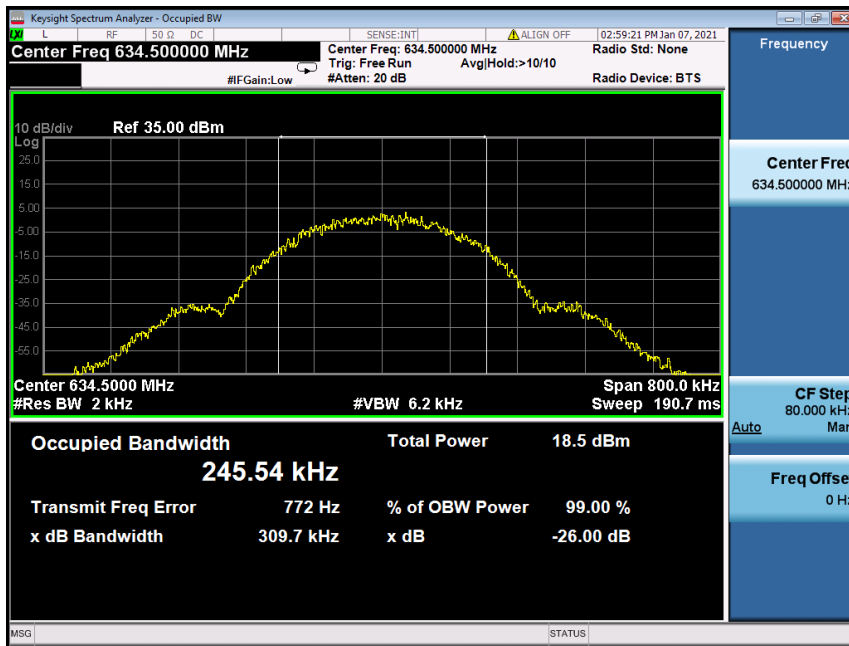 Keysight Spectrum Analyzer - Occupied BW
LXI L RF 50 Ω DC SENSE:INT ALIGN OFF 02:59:21 PM Jan 07, 2021
Center Freq 634.500000 MHz
Center Freq: 634.500000 MHz Radio Std: None
Trig: Free Run Avg|Hold:>10/10
#IFGain:Low #Atten: 20 dB Radio Device: BTS
10 dB/div Ref 35.00 dBm
Log
25.0
15.0
5.00
-5.00
-15.0
-25.0
-35.0
-45.0
-55.0
Center 634.5000 MHz Span 800.0 kHz
#Res BW 2 kHz #VBW 6.2 kHz Sweep 190.7 ms
Occupied Bandwidth Total Power 18.5 dBm
245.54 kHz
Transmit Freq Error 772 Hz % of OBW Power 99.00 %
x dB Bandwidth 309.7 kHz x dB -26.00 dB
MSG STATUS
Frequency
Center Fre
634.500000 MH
CF Step
80.000 kH
Auto Ma
Freq Offse
0 H